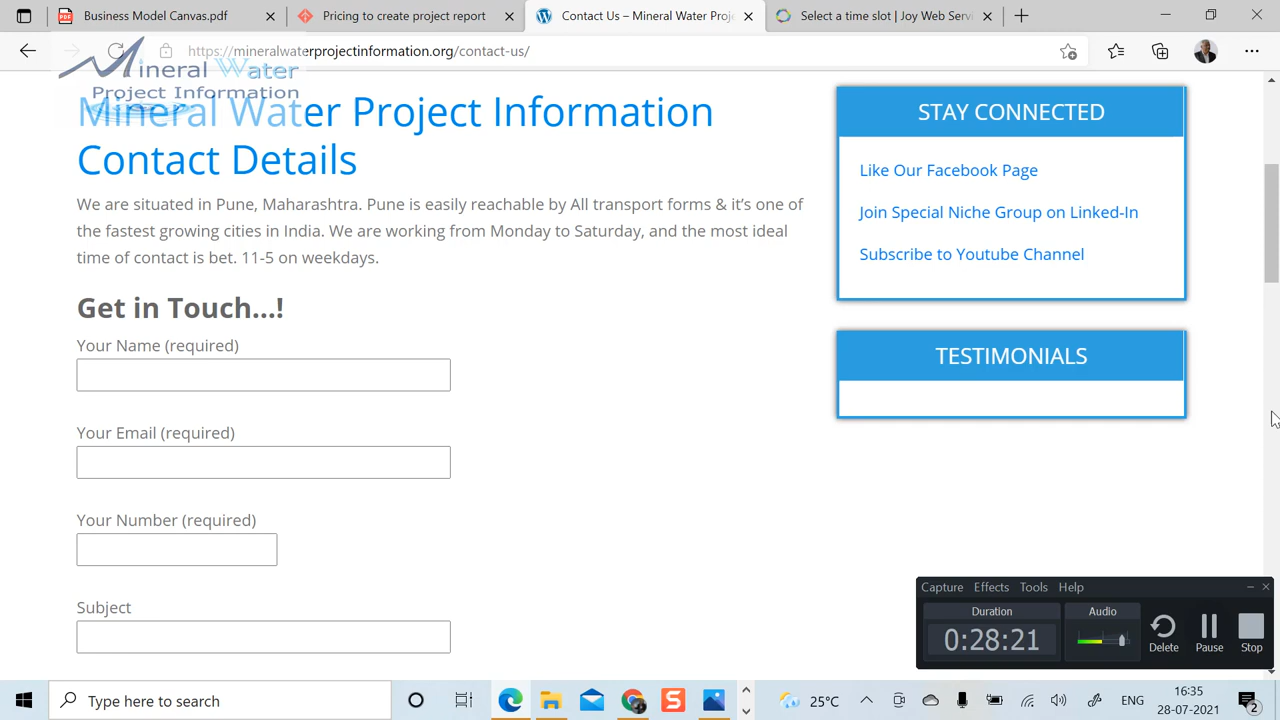 Business Model Canvas.pdf
Pricing to create project report
Contact Us – Mineral Water Proj
Select a time slot | Joy Web Servi
https://mineralwaterprojectinformation.org/contact-us/
Mineral Water
Project Information
Mineral Water Project Information
Contact Details
We are situated in Pune, Maharashtra. Pune is easily reachable by All transport forms & it's one of
the fastest growing cities in India. We are working from Monday to Saturday, and the most ideal
time of contact is bet. 11-5 on weekdays.
Get in Touch...!
Your Name (required)
Your Email (required)
Your Number (required)
Subject
STAY CONNECTED
Like Our Facebook Page
Join Special Niche Group on Linked-In
Subscribe to Youtube Channel
TESTIMONIALS
Capture Effects Tools Help
Duration
0:28:21
Audio
Delete
Pause
Stop
Type here to search
25°C
ENG
16:35
28-07-2021
2